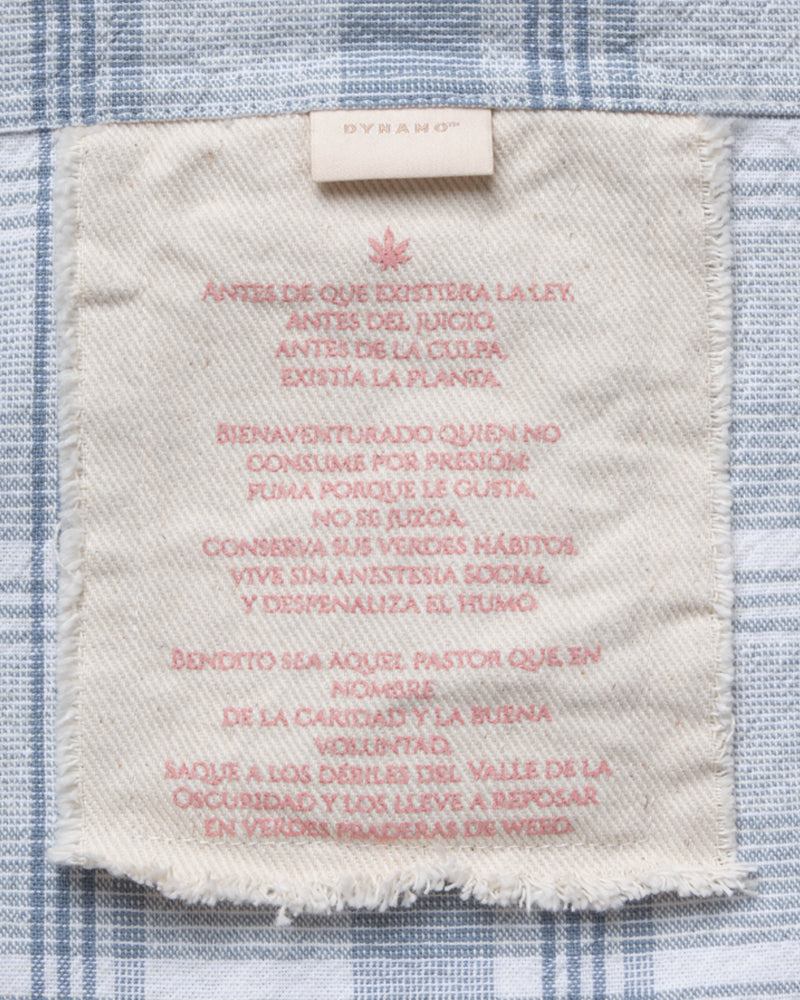 DYNAMO™
ANTES DE QUE EXISTIERA LA LEY,
ANTES DEL JUICIO,
ANTES DE LA CULPA,
EXISTÍA LA PLANTA.
BIENAVENTURADO QUIEN NO
CONSUME POR PRESIÓN:
FUMA PORQUE LE GUSTA,
NO SE JUZGA,
CONSERVA SUS VERDES HÁBITOS,
VIVE SIN ANESTESIA SOCIAL
Y DESPENALIZA EL HUMO.
BENDITO SEA AQUEL PASTOR QUE, EN
NOMBRE
DE LA CARIDAD Y LA BUENA
VOLUNTAD,
SAQUE A LOS DÉBILES DEL VALLE DE LA
OSCURIDAD Y LOS LLEVE A REPOSAR
EN VERDES PRADERAS DE WEED.